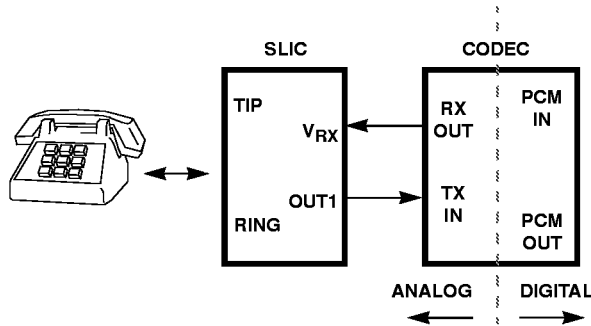 SLIC
CODEC
TIP
VRX
OUT1
RING
RX
OUT
TX
IN
PCM
IN
PCM
OUT
ANALOG
DIGITAL